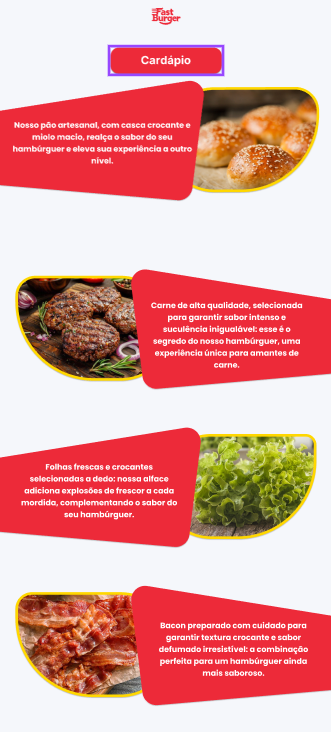 Fast
Burger
Cardápio
Nosso pão artesanal, com casca crocante e
miolo macio, realça o sabor do seu
hambúrguer e eleva sua experiência a outro
nível.
Carne de alta qualidade, selecionada
para garantir sabor intenso e
suculência inigualável: esse é o
segredo do nosso hambúrguer, uma
experiência única para amantes de
carne.
Folhas frescas e crocantes
selecionadas a dedo: nossa alface
adiciona explosões de frescor a cada
mordida, complementando o sabor do
seu hambúrguer.
Bacon preparado com cuidado para
garantir textura crocante e sabor
defumado irresistível: a combinação
perfeita para um hambúrguer ainda
mais saboroso.